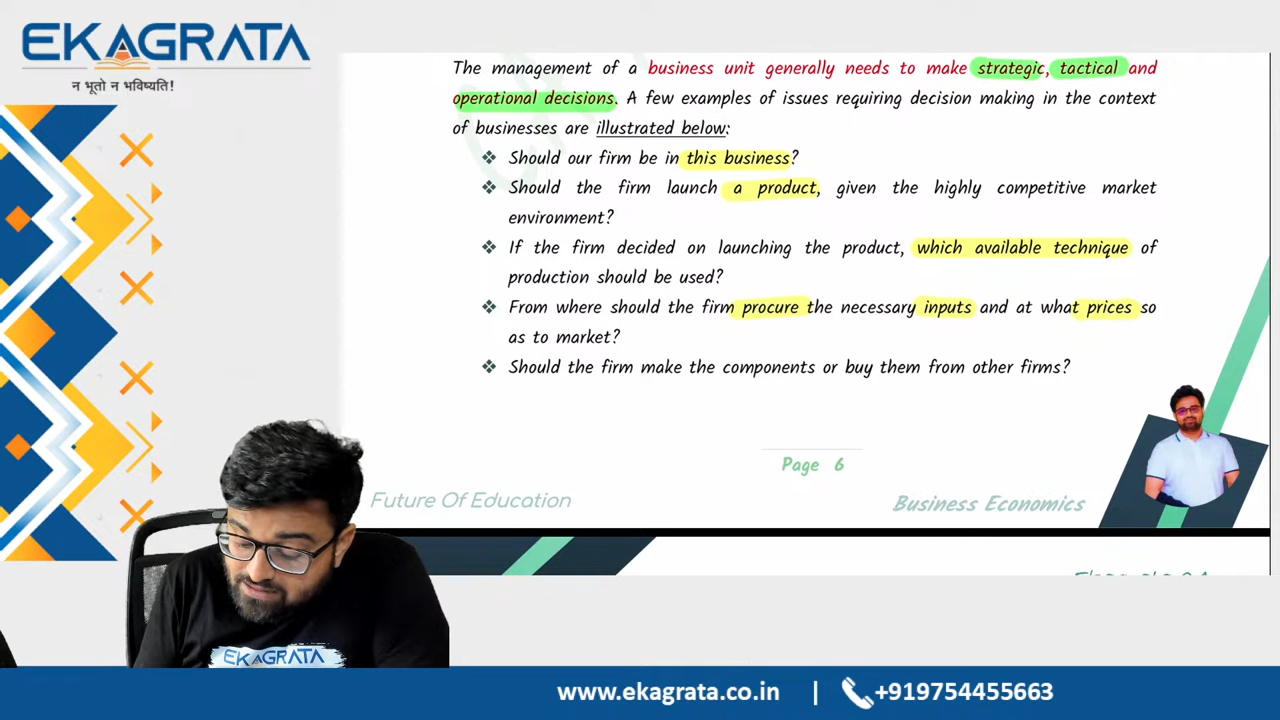 EKAGRATA
न भूतो न भविष्यति!
The management of a business unit generally needs to make strategic, tactical and
operational decisions. A few examples of issues requiring decision making in the context
of businesses are illustrated below:
❖ Should our firm be in this business?
❖ Should the firm launch a product, given the highly competitive market
environment?
❖ If the firm decided on launching the product, which available technique of
production should be used?
❖ From where should the firm procure the necessary inputs and at what prices so
as to market?
❖ Should the firm make the components or buy them from other firms?
Page 6
Future Of Education
Business Economics
EKAGRATA
www.ekagrata.co.in | +919754455663